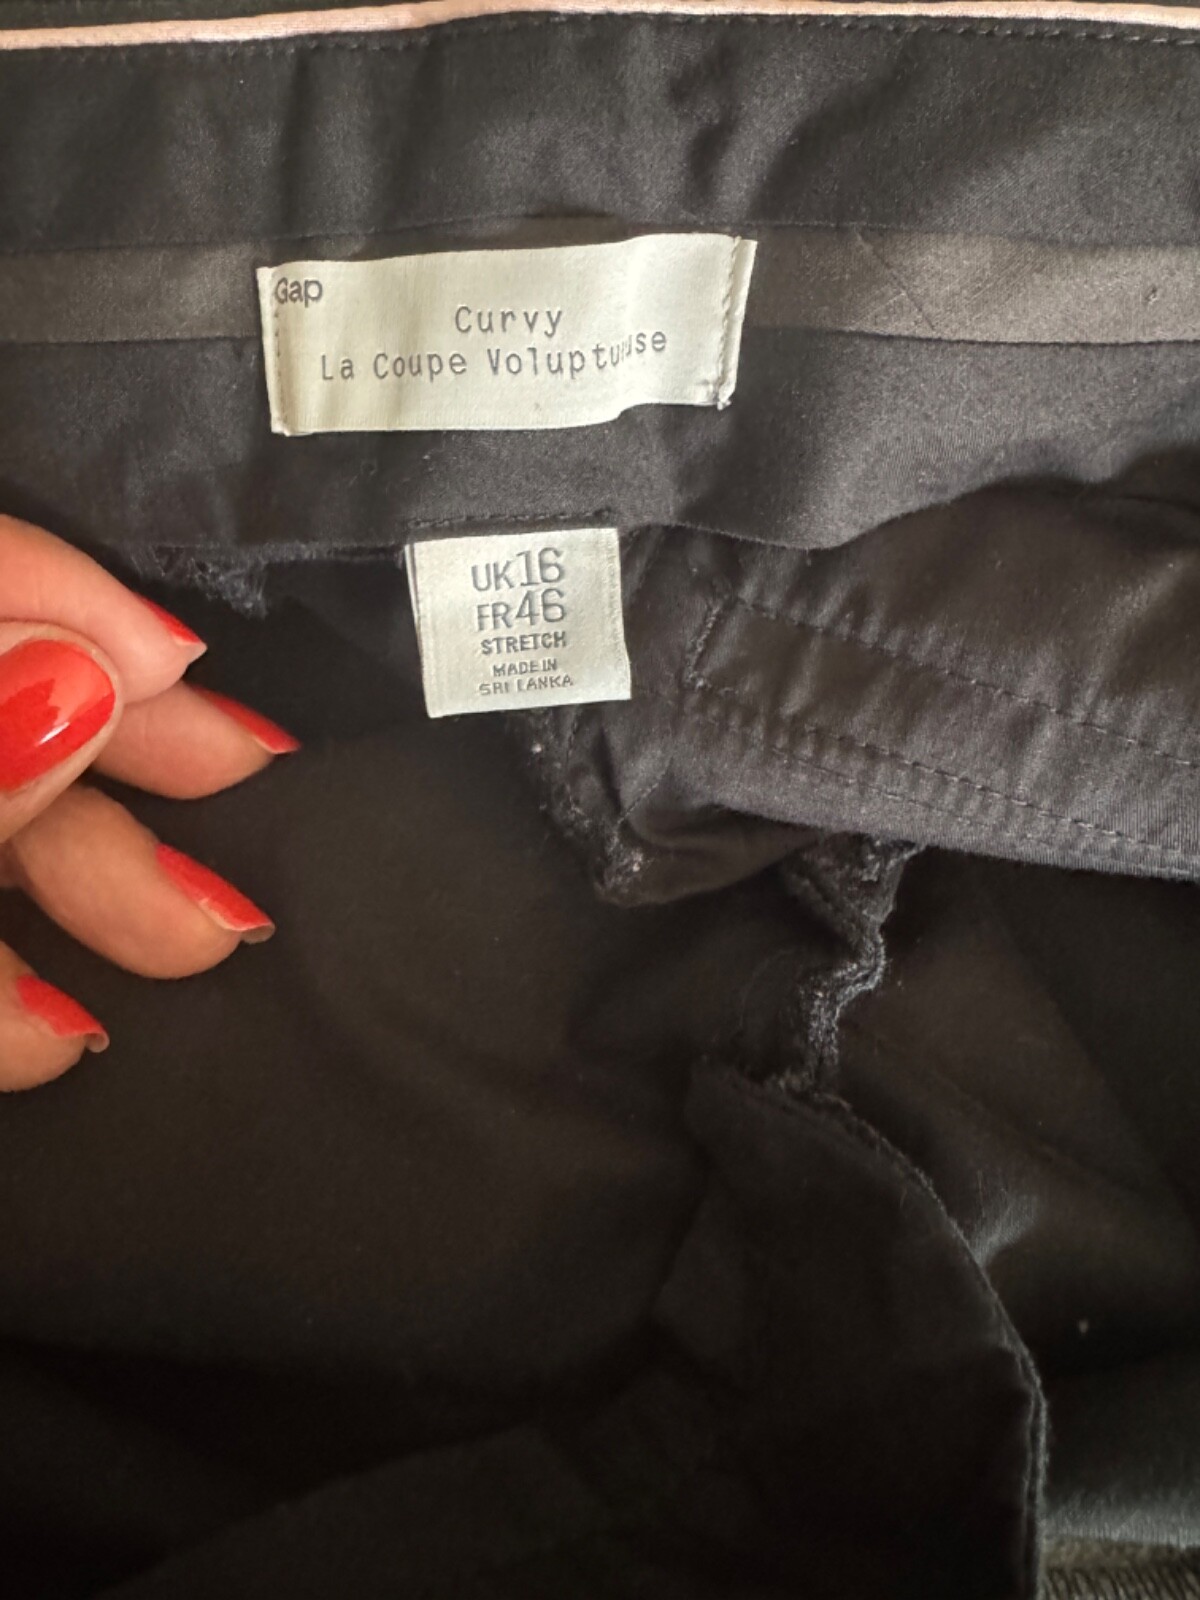 Gap
Curvy
La Coupe Voluptueuse
UK16
FR46
STRETCH
MADE IN
SRI LANKA